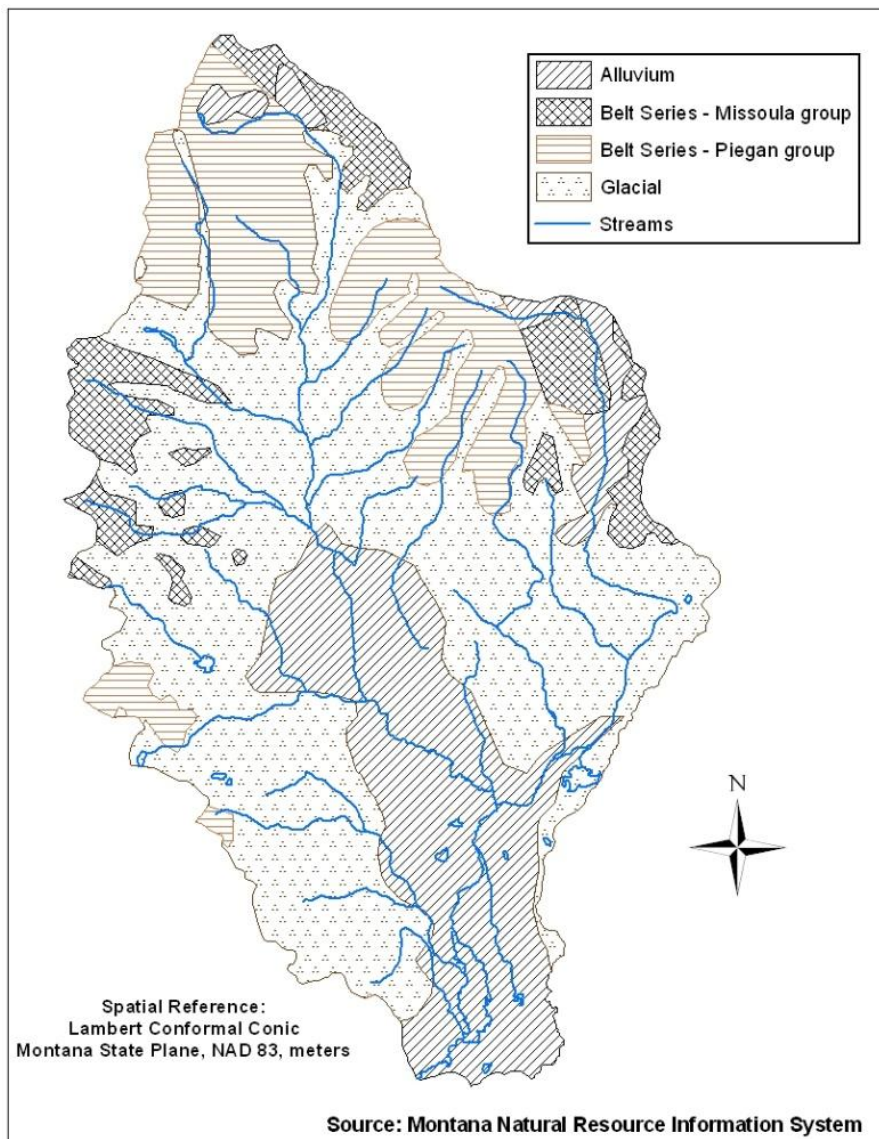 Alluvium
Belt Series - Missoula group
Belt Series - Piegan group
Glacial
Streams
N
Spatial Reference:
Lambert Conformal Conic
Montana State Plane, NAD 83, meters
Source: Montana Natural Resource Information System